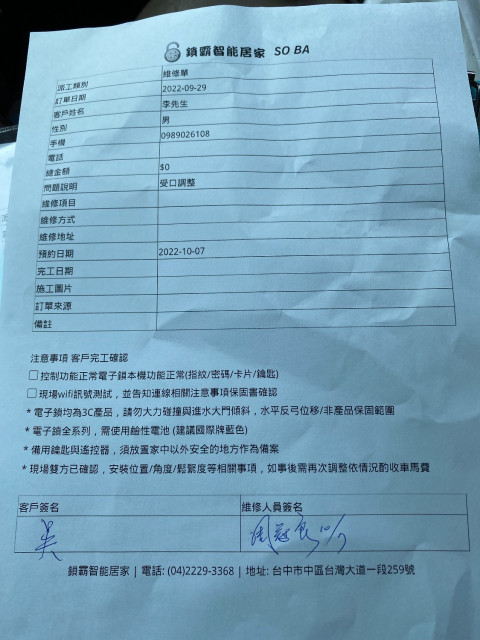 鎖霸智能居家 SO BA
派工類別 維修單
訂單日期 2022-09-29
客戶姓名 李先生
性別 男
手機 0989026108
電話
總金額 $0
問題說明 受口調整
維修項目
維修方式
維修地址
預約日期 2022-10-07
完工日期
施工圖片
訂單來源
備註
注意事項 客戶完工確認
控制功能正常電子鎖本機功能正常(指紋/密碼/卡片/鑰匙)
現場wifi訊號測試，並告知連線相關注意事項保固書確認
* 電子鎖均為3C產品，請勿大力碰撞與進水大門傾斜，水平反弓位移/非產品保固範圍
* 電子鎖全系列，需使用鹼性電池 (建議國際牌藍色)
* 備用鑰匙與遙控器，須放置家中以外安全的地方作為備案
* 現場雙方已確認，安裝位置/角度/鬆緊度等相關事項，如事後需再次調整依情況酌收車馬費
客戶簽名 維修人員簽名
吳 10/7
鎖霸智能居家 | 電話: (04)2229-3368 | 地址: 台中市中區台灣大道一段259號